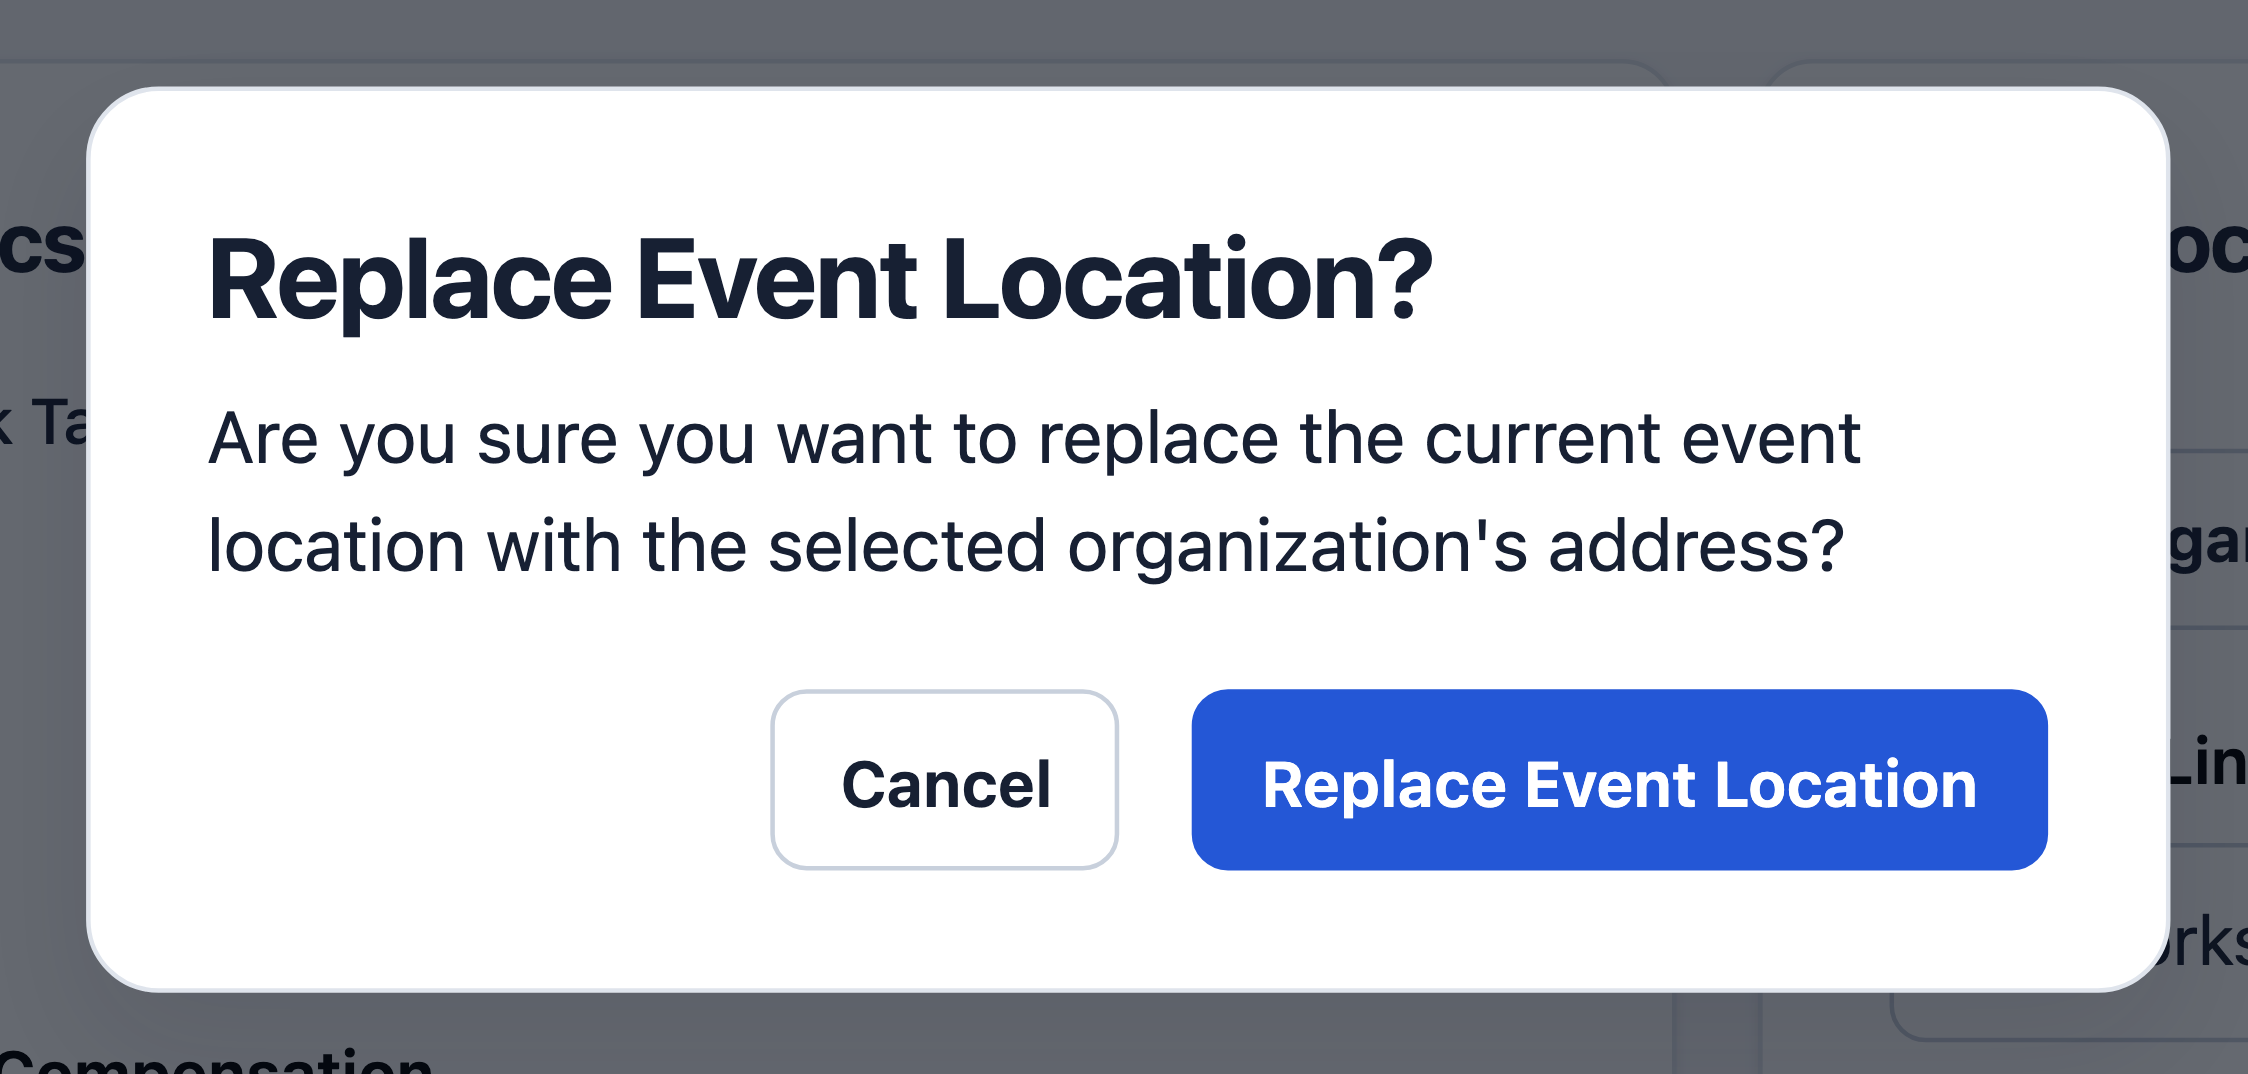 Replace Event Location?
Are you sure you want to replace the current event
location with the selected organization's address?
Cancel
Replace Event Location
Compensation